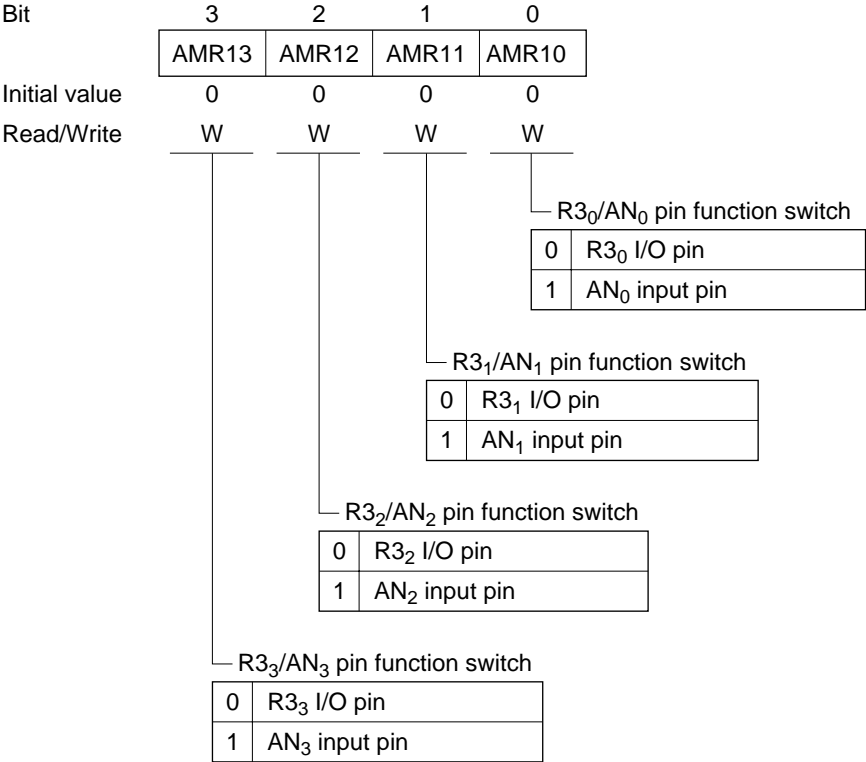 Bit 3 2 1 0
AMR13 AMR12 AMR11 AMR10
Initial value 0 0 0 0
Read/Write W W W W
R3₀/AN₀ pin function switch
0 R3₀ I/O pin
1 AN₀ input pin
R3₁/AN₁ pin function switch
0 R3₁ I/O pin
1 AN₁ input pin
R3₂/AN₂ pin function switch
0 R3₂ I/O pin
1 AN₂ input pin
R3₃/AN₃ pin function switch
0 R3₃ I/O pin
1 AN₃ input pin